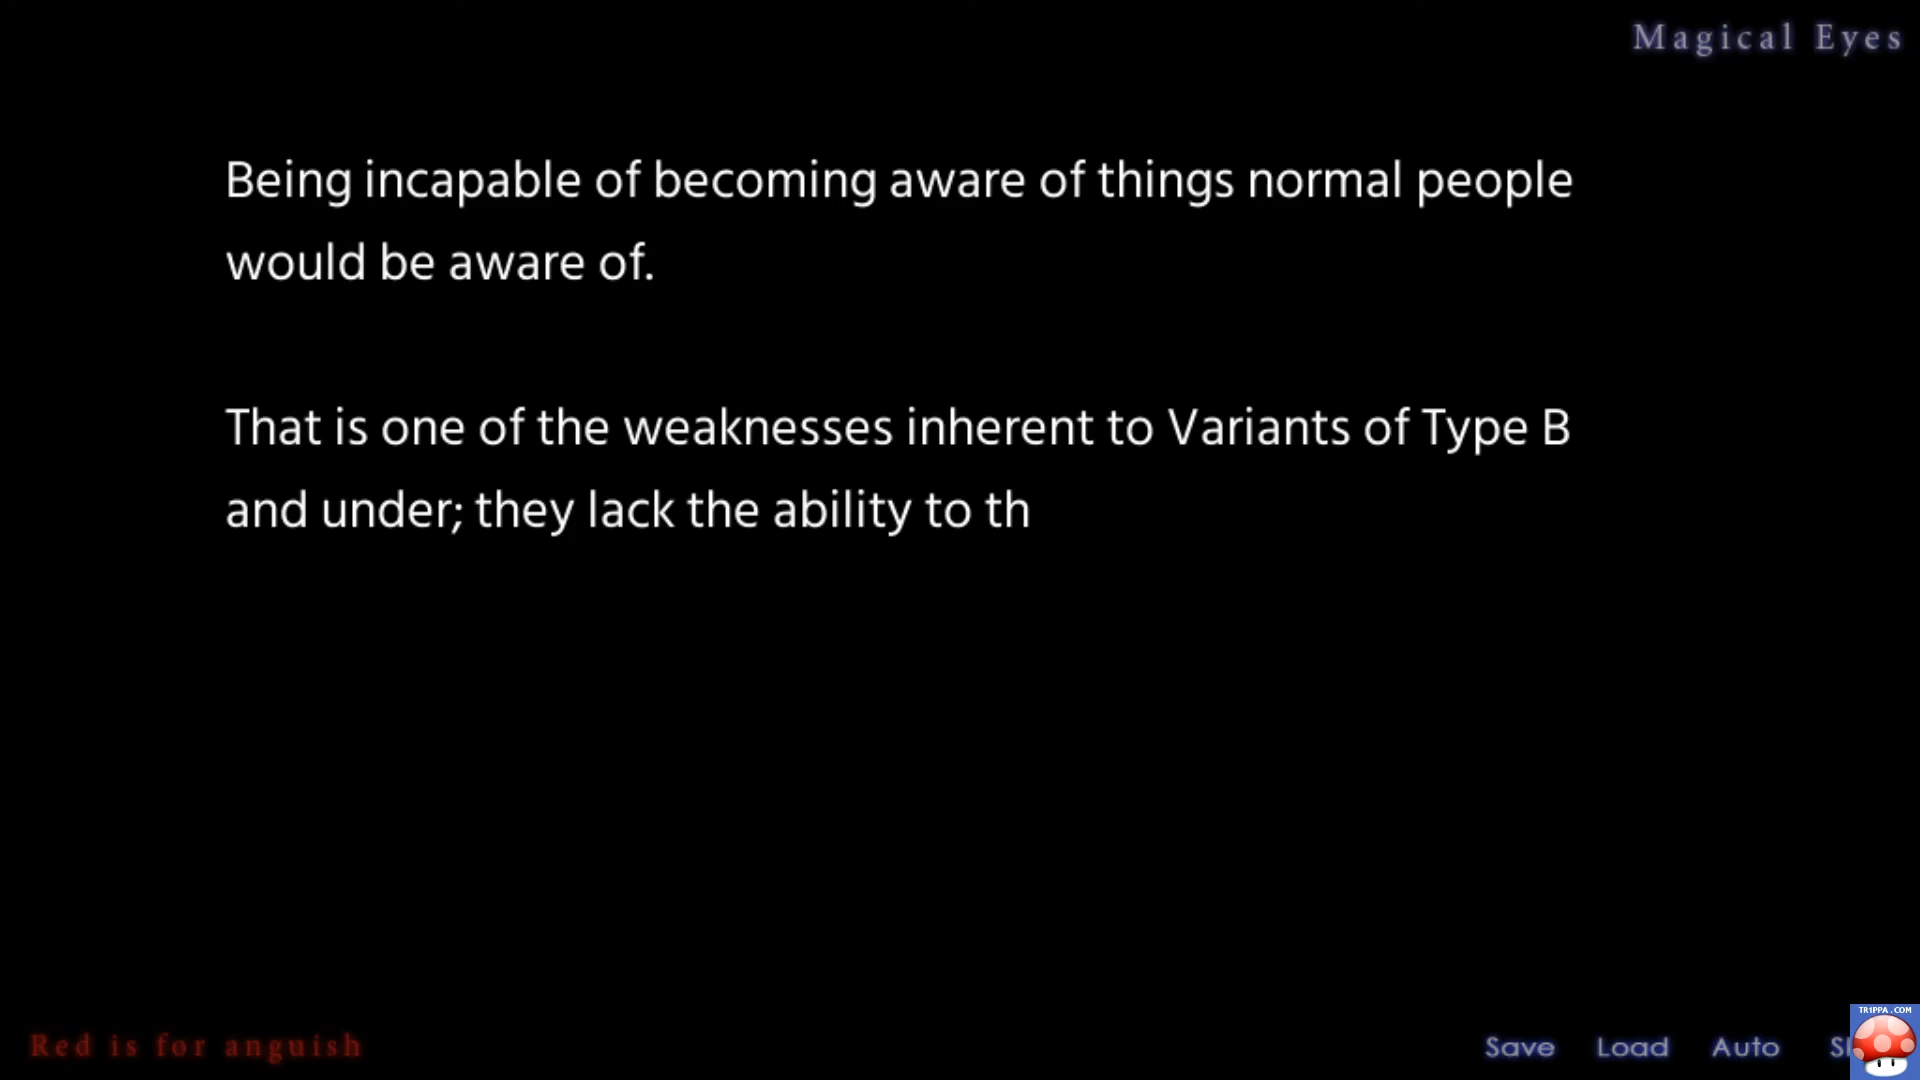 Magical Eyes
Being incapable of becoming aware of things normal people
would be aware of.
That is one of the weaknesses inherent to Variants of Type B
and under; they lack the ability to th
Red is for anguish
Save Load Auto
TR1PPA.COM